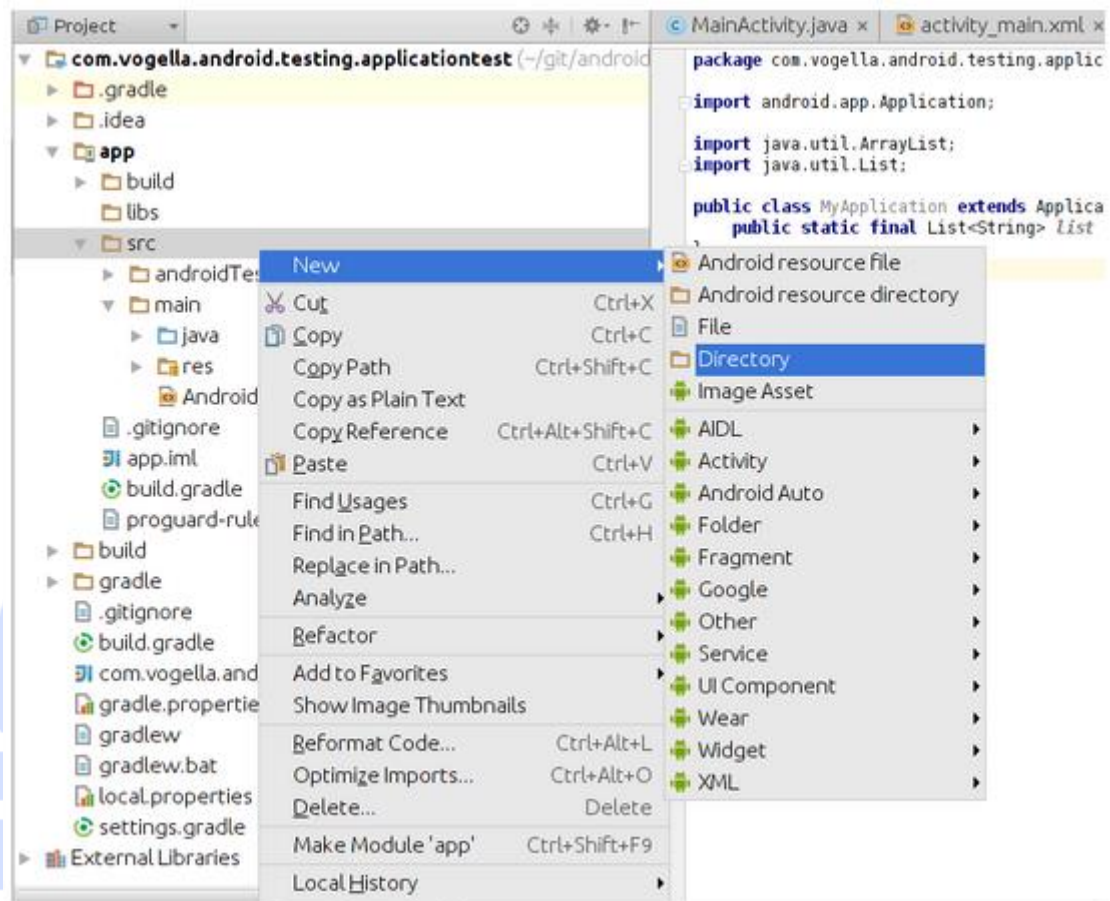 Project
com.vogella.android.testing.applicationtest (~/git/android
.gradle
.idea
app
build
libs
src
androidTes
main
java
res
Android
.gitignore
app.iml
build.gradle
proguard-rule
build
gradle
.gitignore
build.gradle
com.vogella.and
gradle.propertie
gradlew
gradlew.bat
local.properties
settings.gradle
External Libraries
MainActivity.java ×
activity_main.xml ×
package com.vogella.android.testing.applic
import android.app.Application;
import java.util.ArrayList;
import java.util.List;
public class MyApplication extends Applica
public static final List<String> list
}
New
Cut Ctrl+X
Copy Ctrl+C
Copy Path Ctrl+Shift+C
Copy as Plain Text
Copy Reference Ctrl+Alt+Shift+C
Paste Ctrl+V
Find Usages Ctrl+G
Find in Path... Ctrl+H
Replace in Path...
Analyze
Refactor
Add to Favorites
Show Image Thumbnails
Reformat Code... Ctrl+Alt+L
Optimize Imports... Ctrl+Alt+O
Delete... Delete
Make Module 'app' Ctrl+Shift+F9
Local History
Android resource file
Android resource directory
File
Directory
Image Asset
AIDL
Activity
Android Auto
Folder
Fragment
Google
Other
Service
UI Component
Wear
Widget
XML